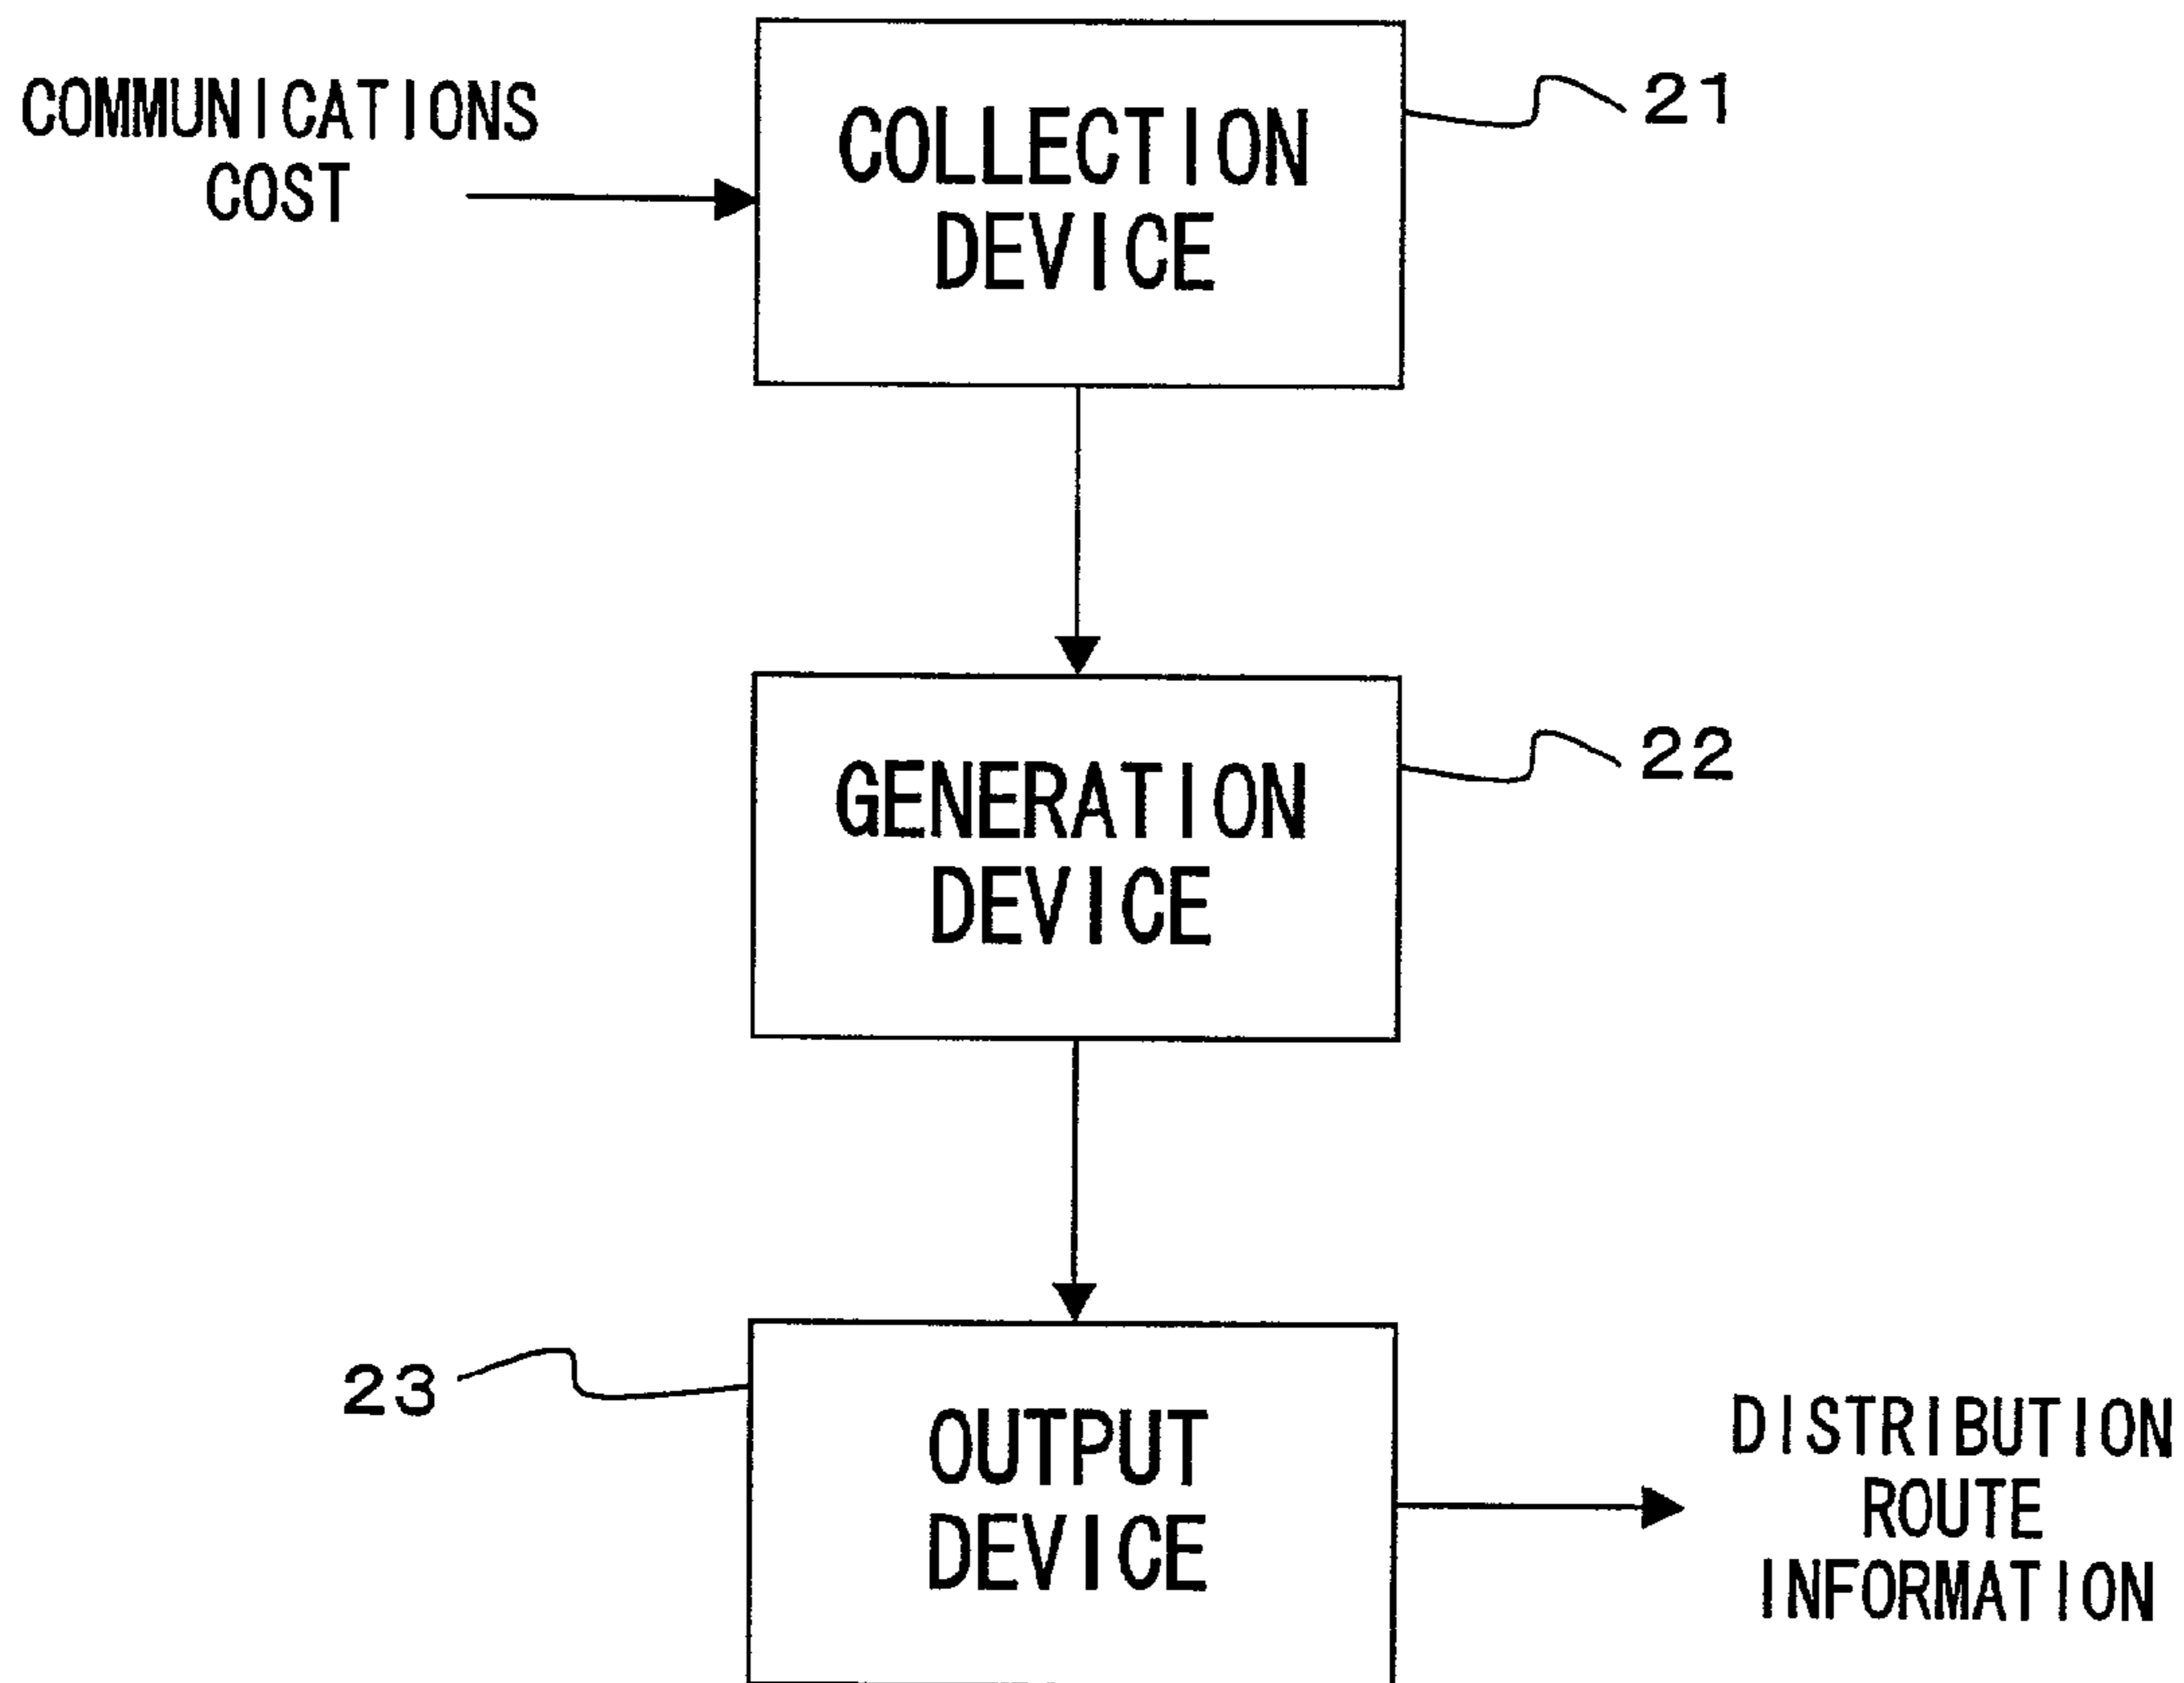 COMMUNICATIONS
COST
COLLECTION
DEVICE
21
GENERATION
DEVICE
22
23
OUTPUT
DEVICE
DISTRIBUTION
ROUTE
INFORMATION